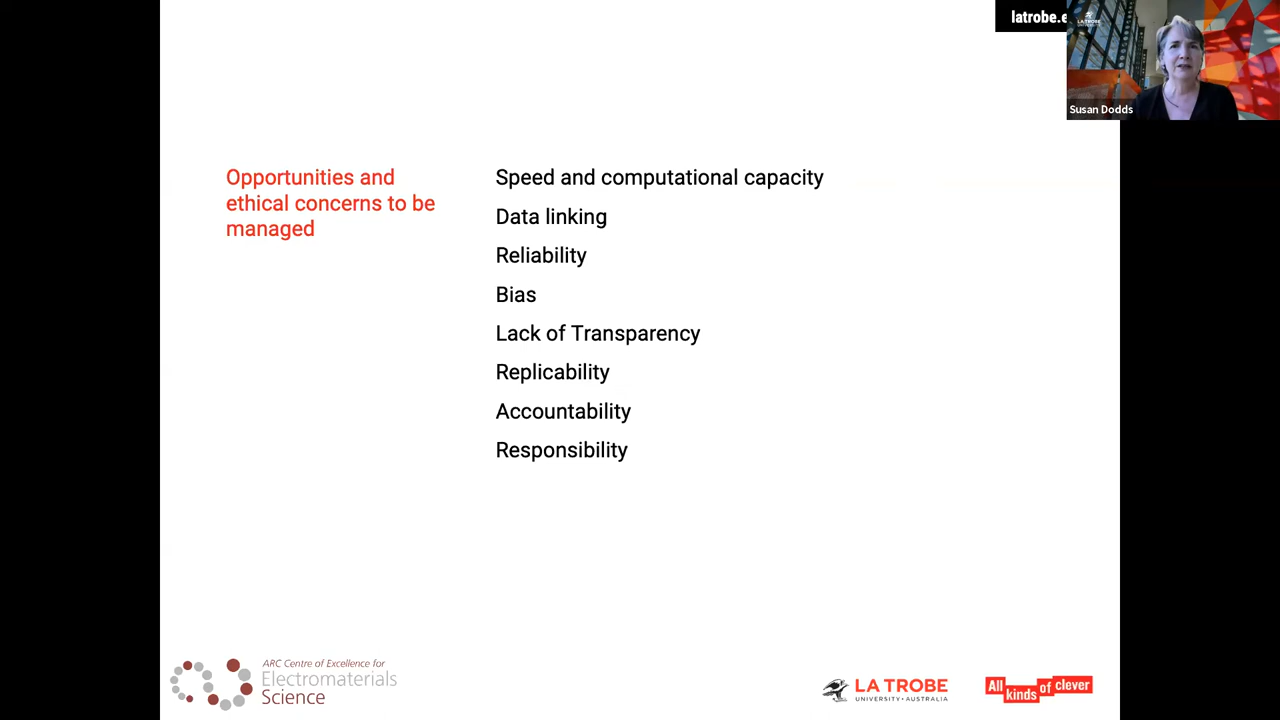 latrobe.e
LA TROBE
Susan Dodds
Opportunities and
ethical concerns to be
managed
Speed and computational capacity
Data linking
Reliability
Bias
Lack of Transparency
Replicability
Accountability
Responsibility
ARC Centre of Excellence for
Electromaterials
Science
LA TROBE
UNIVERSITY AUSTRALIA
All kinds of clever